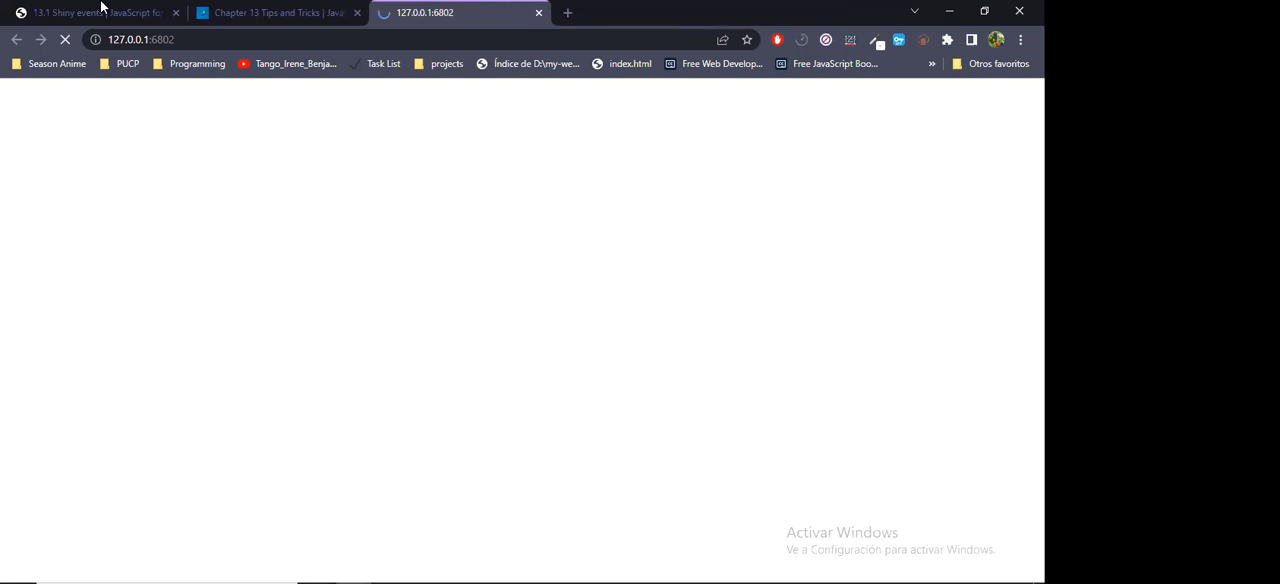 13.1 Shiny events | JavaScript for
Chapter 13 Tips and Tricks | Java
127.0.0.1:6802
127.0.0.1:6802
Season Anime
PUCP
Programming
Tango_Irene_Benja...
Task List
projects
Índice de D:\my-we...
index.html
Free Web Develop...
Free JavaScript Boo...
»
Otros favoritos
Activar Windows
Ve a Configuración para activar Windows.